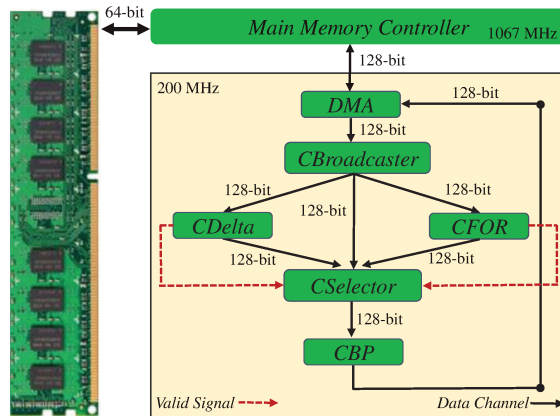 64-bit
Main Memory Controller
1067 MHz
128-bit
200 MHz
DMA
128-bit
128-bit
CBroadcaster
128-bit
128-bit
128-bit
CDelta
CFOR
128-bit
128-bit
CSelector
128-bit
CBP
Valid Signal
Data Channel